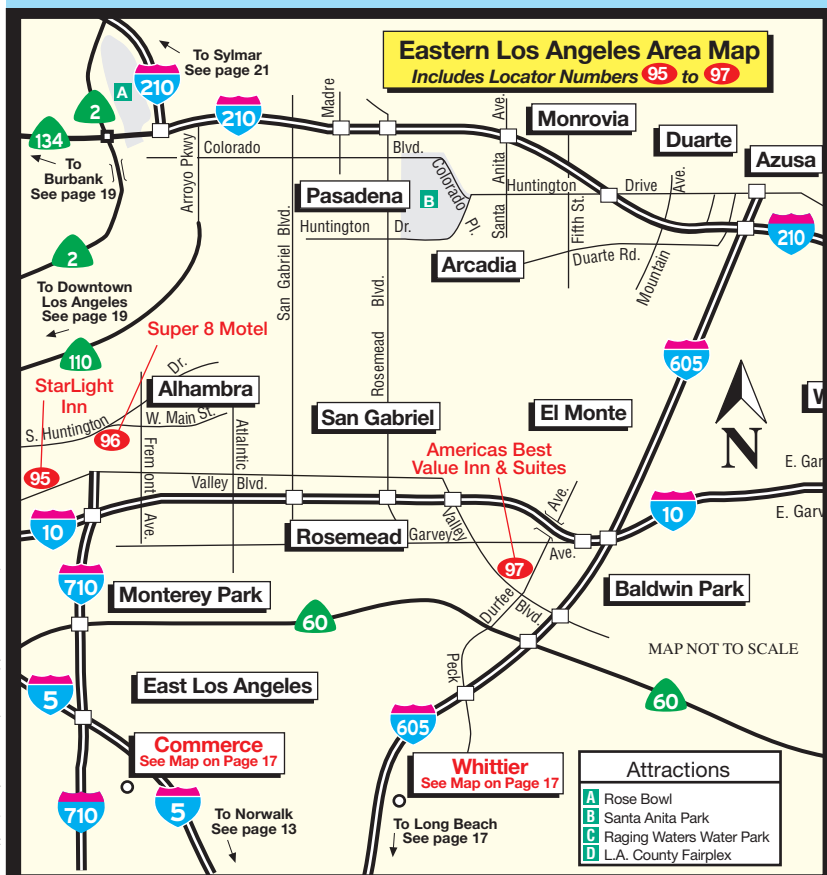 Eastern Los Angeles Area Map
Includes Locator Numbers 95 to 97
To Sylmar
See page 21
A
210
2
134
210
Madre
Ave.
Monrovia
Duarte
Azusa
To
Burbank
See page 19
Arroyo Pkwy
Colorado
Blvd.
Colorado
Pl.
Santa
Anita
Huntington
Drive
Ave.
Pasadena
B
Huntington
Dr.
Fifth St.
Mountain
Duarte Rd.
210
Arcadia
2
San Gabriel Blvd.
Rosemead
Blvd.
To Downtown
Los Angeles
See page 19
Super 8 Motel
110
605
StarLight
Inn
Dr.
Alhambra
W. Main St.
S. Huntington
96
95
Fremont
Ave.
Atlalntic
Blvd.
San Gabriel
El Monte
W
N
Americas Best
Value Inn & Suites
E. Gar
E. Garv
Valley
Valley
Ave.
10
10
Rosemead
Garvey
Ave.
97
710
Monterey Park
Baldwin Park
Durfee
Blvd.
60
MAP NOT TO SCALE
Peck
East Los Angeles
5
60
605
Commerce
See Map on Page 17
Whittier
See Map on Page 17
710
5
To Norwalk
See page 13
To Long Beach
See page 17
Attractions
A Rose Bowl
B Santa Anita Park
C Raging Waters Water Park
D L.A. County Fairplex